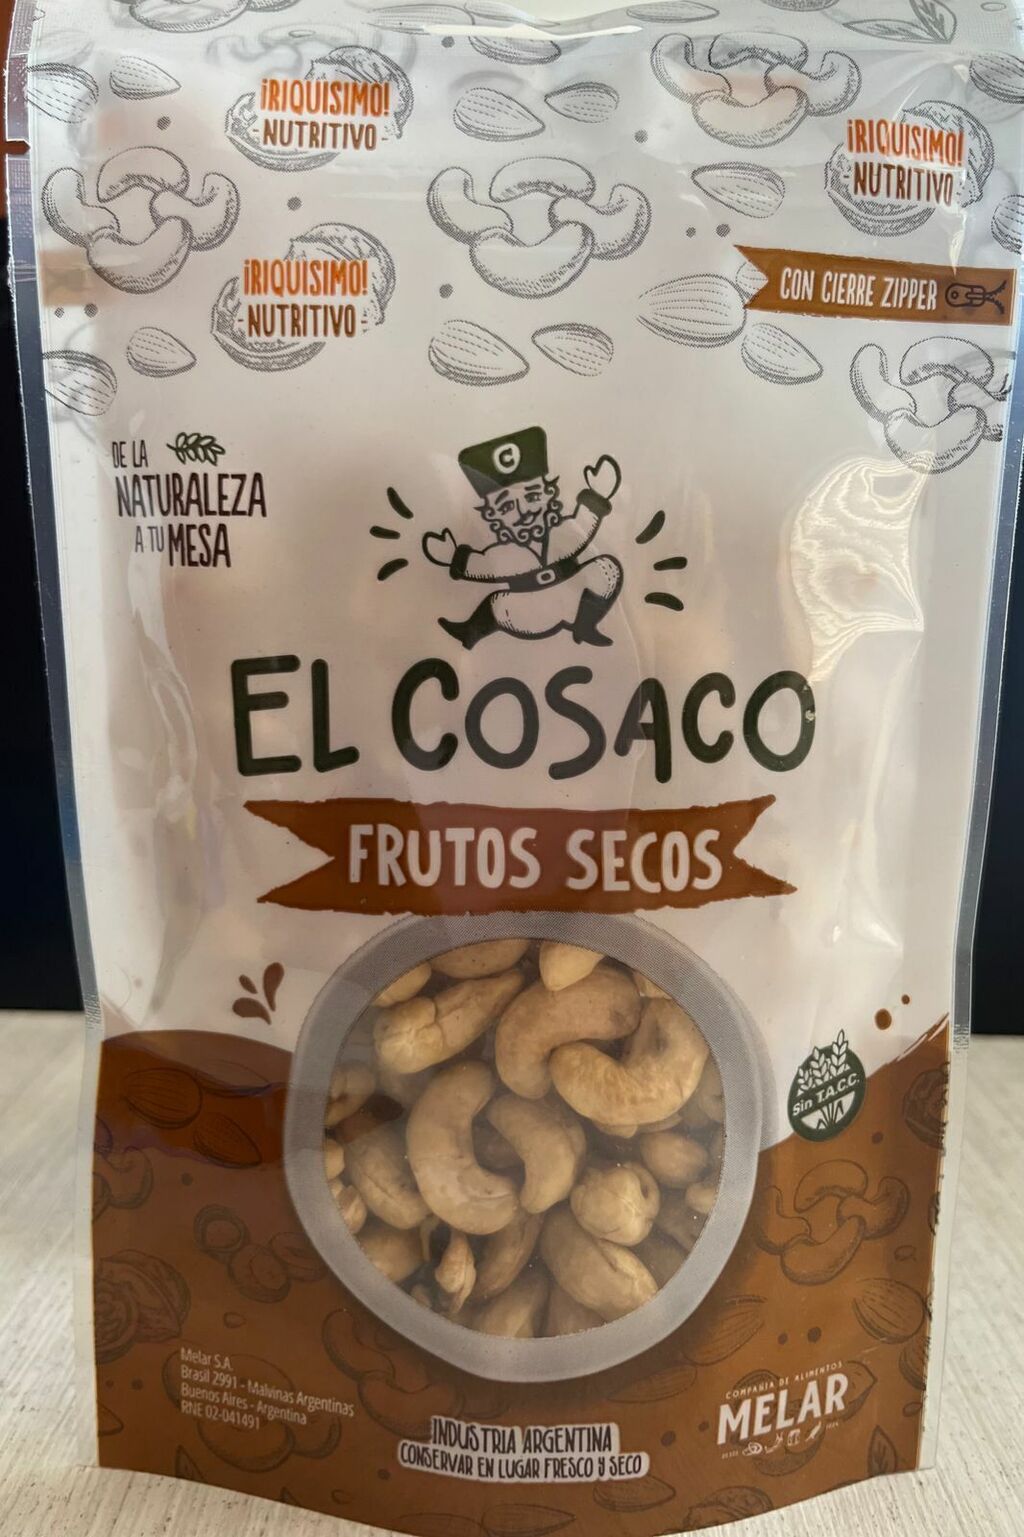 ¡RIQUISIMO!
NUTRITIVO
¡RIQUISIMO!
NUTRITIVO
¡RIQUISIMO!
NUTRITIVO
CON CIERRE ZIPPER
DE LA
NATURALEZA
A TU MESA
C
EL COSACO
FRUTOS SECOS
Sin T.A.C.C.
Melar S.A.
Brasil 2991 - Malvinas Argentinas
Buenos Aires - Argentina
RNE 02-041491
COMPAÑIA DE ALIMENTOS
MELAR
DESDE
INDUSTRIA ARGENTINA
CONSERVAR EN LUGAR FRESCO y SECO